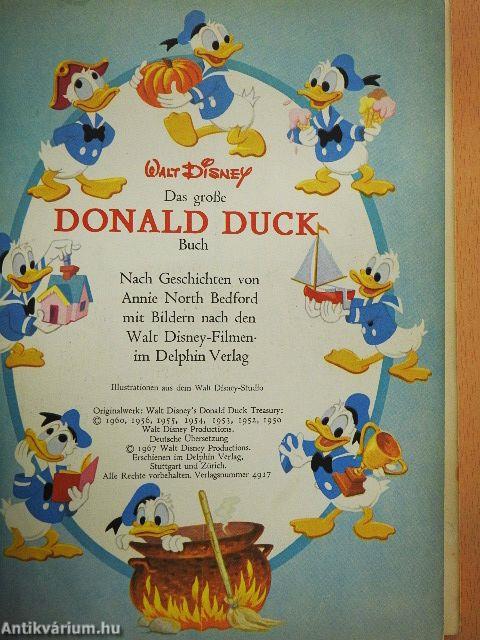 WALT DISNEY
Das große
DONALD DUCK
Buch
Nach Geschichten von
Annie North Bedford
mit Bildern nach den
Walt Disney-Filmen
im Delphin Verlag
Illustrationen aus dem Walt Disney-Studio
Originalwerk: Walt Disney's Donald Duck Treasury:
© 1960, 1956, 1955, 1954, 1953, 1952, 1950
Walt Disney Productions.
Deutsche Übersetzung
© 1967 Walt Disney Productions.
Erschienen im Delphin Verlag,
Stuttgart und Zürich.
Alle Rechte vorbehalten. Verlagsnummer 4917
Antikvárium.hu